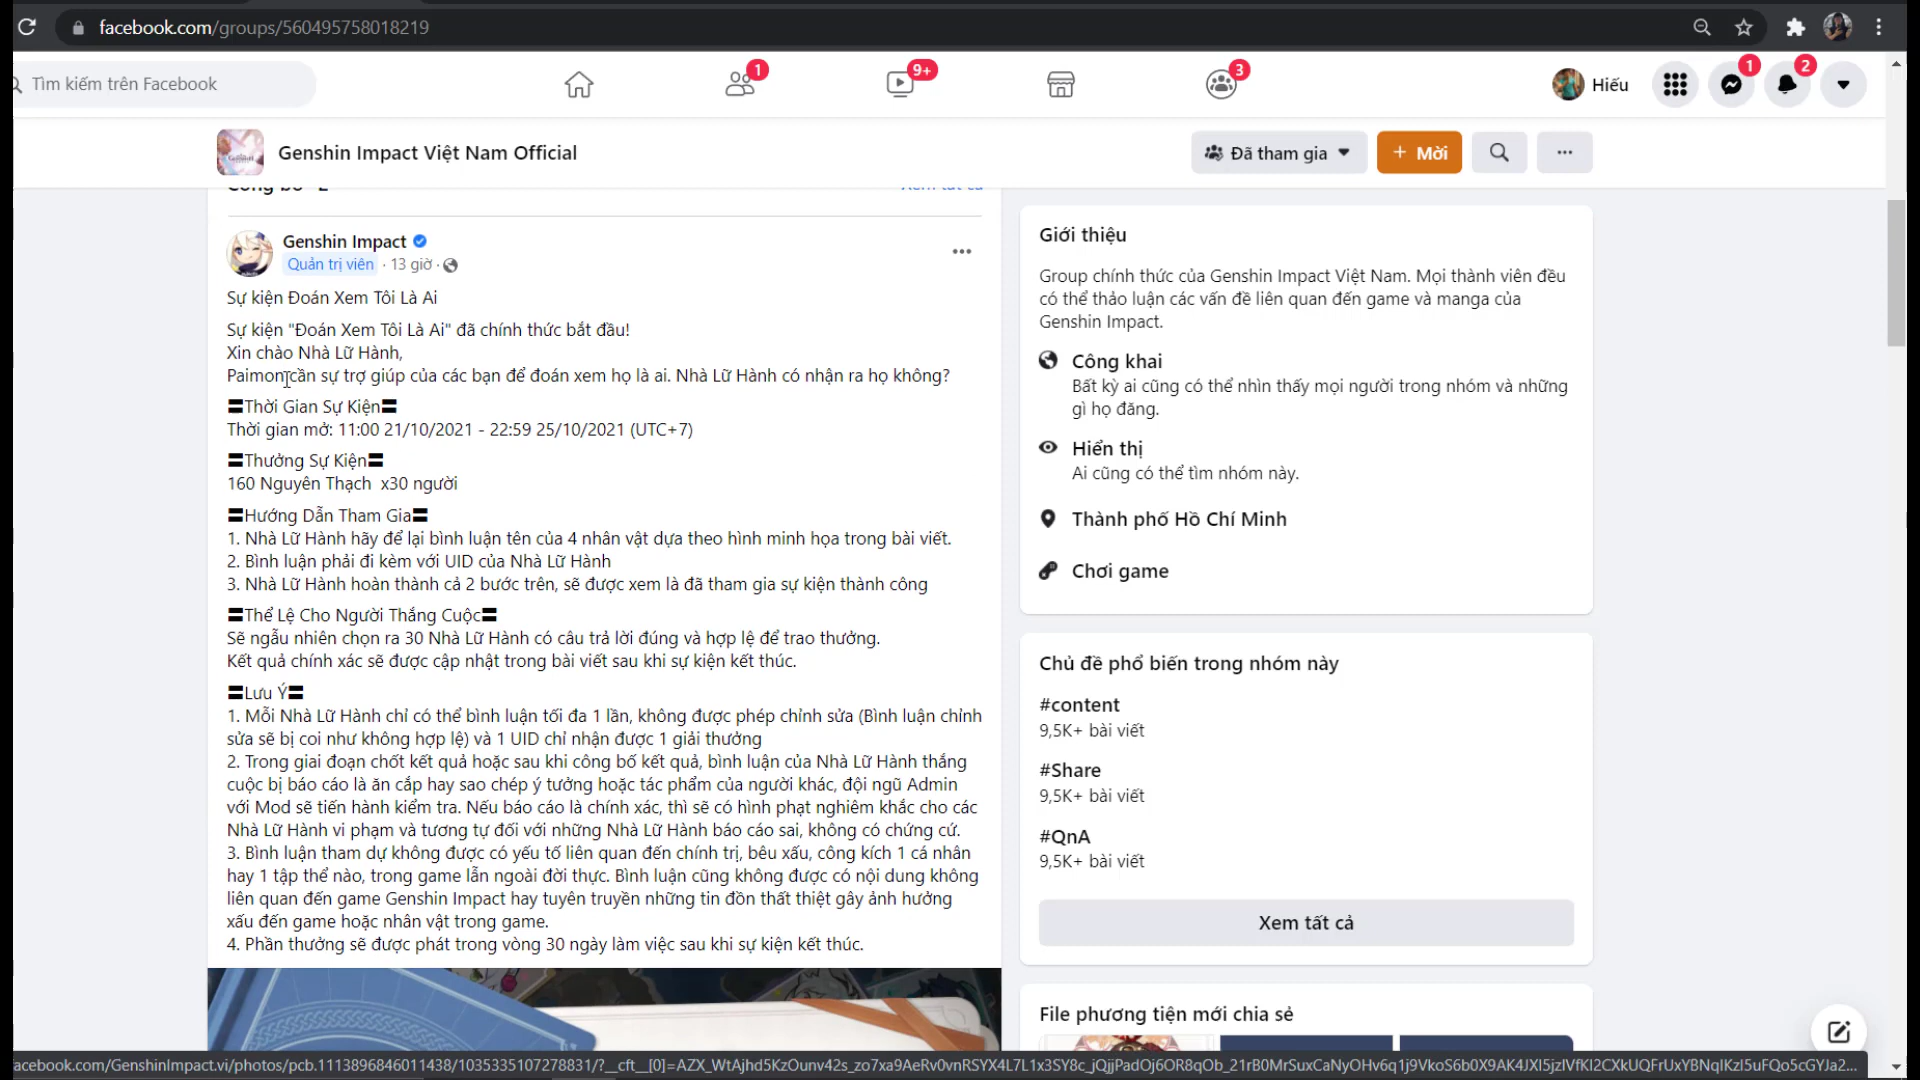 facebook.com/groups/560495758018219
Tìm kiếm trên Facebook
1
9+
3
Hiếu
1
2
Genshin Impact Việt Nam Official
Đã tham gia
+ Mời
Genshin Impact
Quản trị viên · 13 giờ ·
Sự kiện Đoán Xem Tôi Là Ai
Sự kiện "Đoán Xem Tôi Là Ai" đã chính thức bắt đầu!
Xin chào Nhà Lữ Hành,
Paimon cần sự trợ giúp của các bạn để đoán xem họ là ai. Nhà Lữ Hành có nhận ra họ không?
〓Thời Gian Sự Kiện〓
Thời gian mở: 11:00 21/10/2021 - 22:59 25/10/2021 (UTC+7)
〓Thưởng Sự Kiện〓
160 Nguyên Thạch x30 người
〓Hướng Dẫn Tham Gia〓
1. Nhà Lữ Hành hãy để lại bình luận tên của 4 nhân vật dựa theo hình minh họa trong bài viết.
2. Bình luận phải đi kèm với UID của Nhà Lữ Hành
3. Nhà Lữ Hành hoàn thành cả 2 bước trên, sẽ được xem là đã tham gia sự kiện thành công
〓Thể Lệ Cho Người Thắng Cuộc〓
Sẽ ngẫu nhiên chọn ra 30 Nhà Lữ Hành có câu trả lời đúng và hợp lệ để trao thưởng.
Kết quả chính xác sẽ được cập nhật trong bài viết sau khi sự kiện kết thúc.
〓Lưu Ý〓
1. Mỗi Nhà Lữ Hành chỉ có thể bình luận tối đa 1 lần, không được phép chỉnh sửa (Bình luận chỉnh
sửa sẽ bị coi như không hợp lệ) và 1 UID chỉ nhận được 1 giải thưởng
2. Trong giai đoạn chốt kết quả hoặc sau khi công bố kết quả, bình luận của Nhà Lữ Hành thắng
cuộc bị báo cáo là ăn cắp hay sao chép ý tưởng hoặc tác phẩm của người khác, đội ngũ Admin
với Mod sẽ tiến hành kiểm tra. Nếu báo cáo là chính xác, thì sẽ có hình phạt nghiêm khắc cho các
Nhà Lữ Hành vi phạm và tương tự đối với những Nhà Lữ Hành báo cáo sai, không có chứng cứ.
3. Bình luận tham dự không được có yếu tố liên quan đến chính trị, bêu xấu, công kích 1 cá nhân
hay 1 tập thể nào, trong game lẫn ngoài đời thực. Bình luận cũng không được có nội dung không
liên quan đến game Genshin Impact hay tuyên truyền những tin đồn thất thiệt gây ảnh hưởng
xấu đến game hoặc nhân vật trong game.
4. Phần thưởng sẽ được phát trong vòng 30 ngày làm việc sau khi sự kiện kết thúc.
Giới thiệu
Group chính thức của Genshin Impact Việt Nam. Mọi thành viên đều
có thể thảo luận các vấn đề liên quan đến game và manga của
Genshin Impact.
Công khai
Bất kỳ ai cũng có thể nhìn thấy mọi người trong nhóm và những
gì họ đăng.
Hiển thị
Ai cũng có thể tìm nhóm này.
Thành phố Hồ Chí Minh
Chơi game
Chủ đề phổ biến trong nhóm này
#content
9,5K+ bài viết
#Share
9,5K+ bài viết
#QnA
9,5K+ bài viết
Xem tất cả
File phương tiện mới chia sẻ